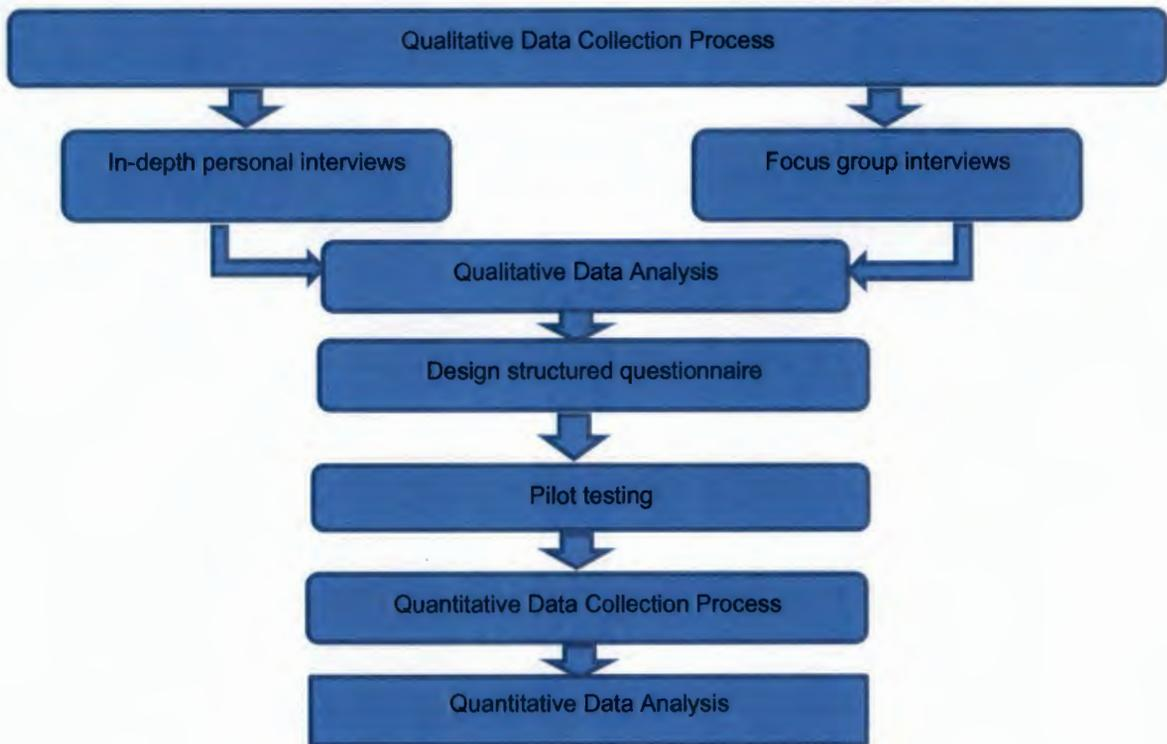 Qualitative Data Collection Process
In-depth personal interviews
Focus group interviews
Qualitative Data Analysis
Design structured questionnaire
Pilot testing
Quantitative Data Collection Process
Quantitative Data Analysis